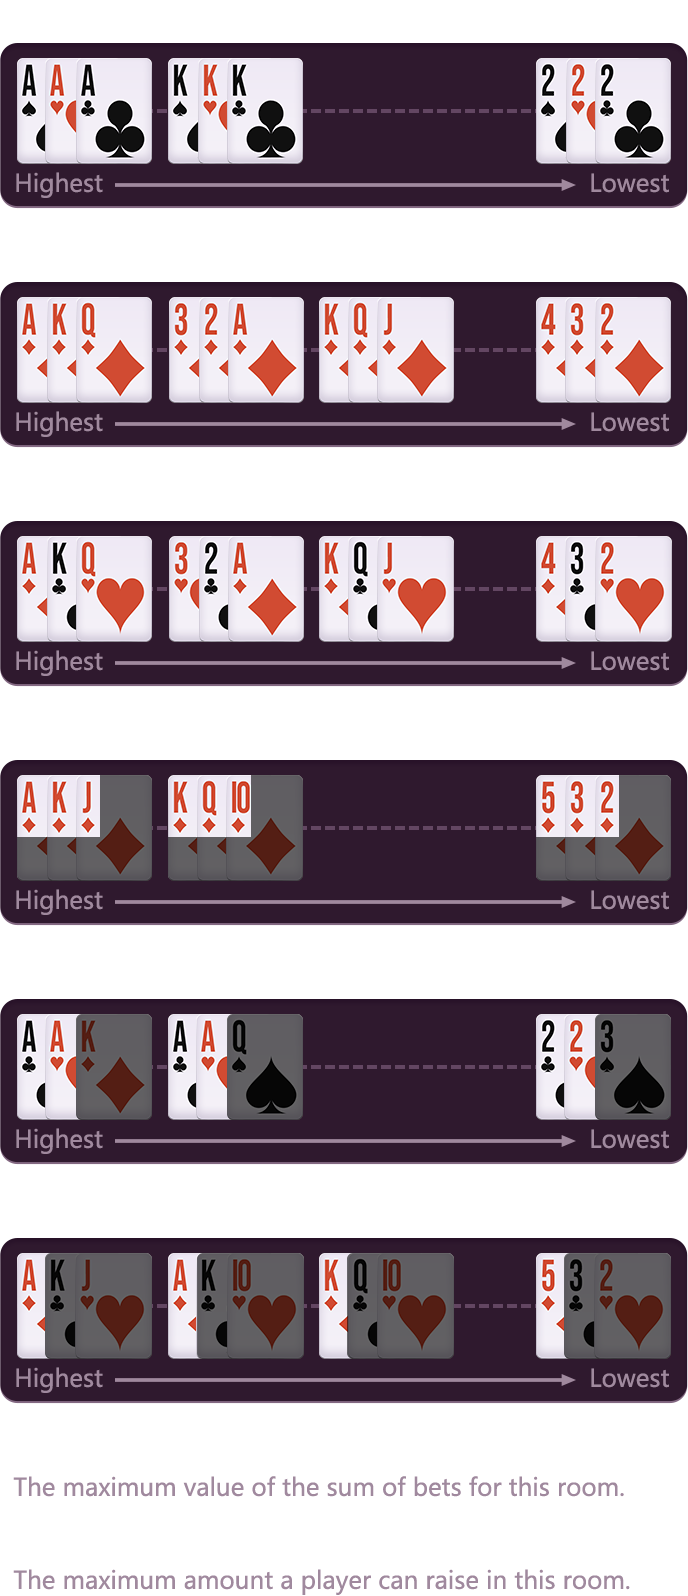 A A A K K K 2 2 2
Highest Lowest
A K Q 3 2 A K Q J 4 3 2
Highest Lowest
A K Q 3 2 A K Q J 4 3 2
Highest Lowest
A K J K Q 10 5 3 2
Highest Lowest
A A K A A Q 2 2 3
Highest Lowest
A K J A K 10 K Q 10 5 3 2
Highest Lowest
The maximum value of the sum of bets for this room.
The maximum amount a player can raise in this room.